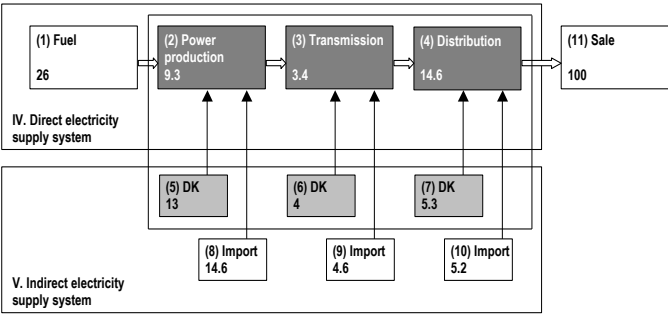 (1) Fuel
26
(2) Power
production
9.3
(3) Transmission
3.4
(4) Distribution
14.6
(11) Sale
100
IV. Direct electricity
supply system
(5) DK
13
(6) DK
4
(7) DK
5.3
(8) Import
14.6
(9) Import
4.6
(10) Import
5.2
V. Indirect electricity
supply system